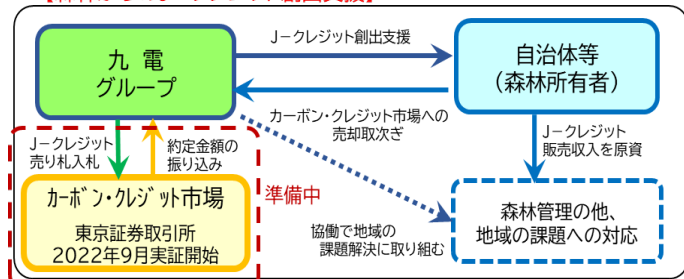 九 電
グループ
J－クレジット創出支援
自治体等
（森林所有者）
カーボン・クレジット市場への
売却取次ぎ
J－クレジット
売り札入札
約定金額の
振り込み
J－クレジット
販売収入を原資
カーボン・クレジット市場
東京証券取引所
2022年9月実証開始
準備中
協働で地域の
課題解決に取り組む
森林管理の他、
地域の課題への対応